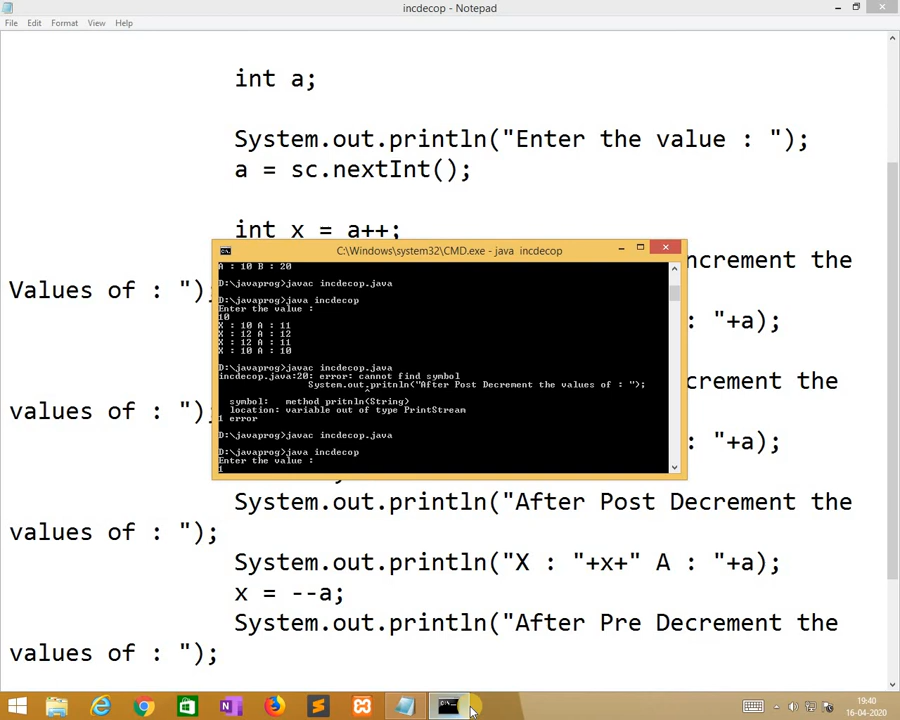 incdecop - Notepad
File Edit Format View Help
int a;
System.out.println("Enter the value : ");
a = sc.nextInt();
int x = a++;
ncrement the
Values of : ");
: "+a);
ecrement the
values of : ");
: "+a);
System.out.println("After Post Decrement the
values of : ");
System.out.println("X : "+x+" A : "+a);
x = --a;
System.out.println("After Pre Decrement the
values of : ");
C:\Windows\system32\CMD.exe - java incdecop
A : 10 B : 20
D:\javaprog>javac incdecop.java
D:\javaprog>java incdecop
Enter the value :
10
X : 10 A : 11
X : 12 A : 12
X : 12 A : 11
X : 10 A : 10
D:\javaprog>javac incdecop.java
incdecop.java:20: error: cannot find symbol
System.out.pritnln("After Post Decrement the values of : ");
^
symbol: method pritnln(String)
location: variable out of type PrintStream
1 error
D:\javaprog>javac incdecop.java
D:\javaprog>java incdecop
Enter the value :
1
19:40
16-04-2020